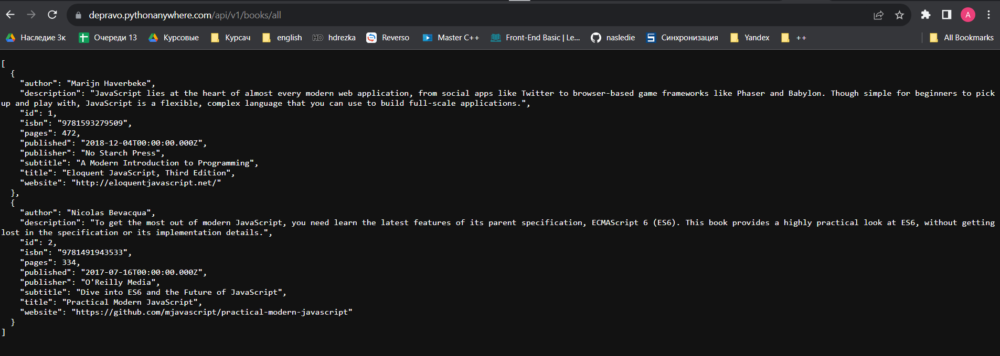 depravo.pythonanywhere.com/api/v1/books/all
A
Наследие 3к
Очереди 13
Курсовые
Курсач
english
HD hdrezka
Reverso
Master C++
Front-End Basic | Le...
nasledie
S Синхронизация
Yandex
++
All Bookmarks
[
{
"author": "Marijn Haverbeke",
"description": "JavaScript lies at the heart of almost every modern web application, from social apps like Twitter to browser-based game frameworks like Phaser and Babylon. Though simple for beginners to pick
up and play with, JavaScript is a flexible, complex language that you can use to build full-scale applications.",
"id": 1,
"isbn": "9781593279509",
"pages": 472,
"published": "2018-12-04T00:00:00.000Z",
"publisher": "No Starch Press",
"subtitle": "A Modern Introduction to Programming",
"title": "Eloquent JavaScript, Third Edition",
"website": "http://eloquentjavascript.net/"
},
{
"author": "Nicolas Bevacqua",
"description": "To get the most out of modern JavaScript, you need learn the latest features of its parent specification, ECMAScript 6 (ES6). This book provides a highly practical look at ES6, without getting
lost in the specification or its implementation details.",
"id": 2,
"isbn": "9781491943533",
"pages": 334,
"published": "2017-07-16T00:00:00.000Z",
"publisher": "O'Reilly Media",
"subtitle": "Dive into ES6 and the Future of JavaScript",
"title": "Practical Modern JavaScript",
"website": "https://github.com/mjavascript/practical-modern-javascript"
}
]